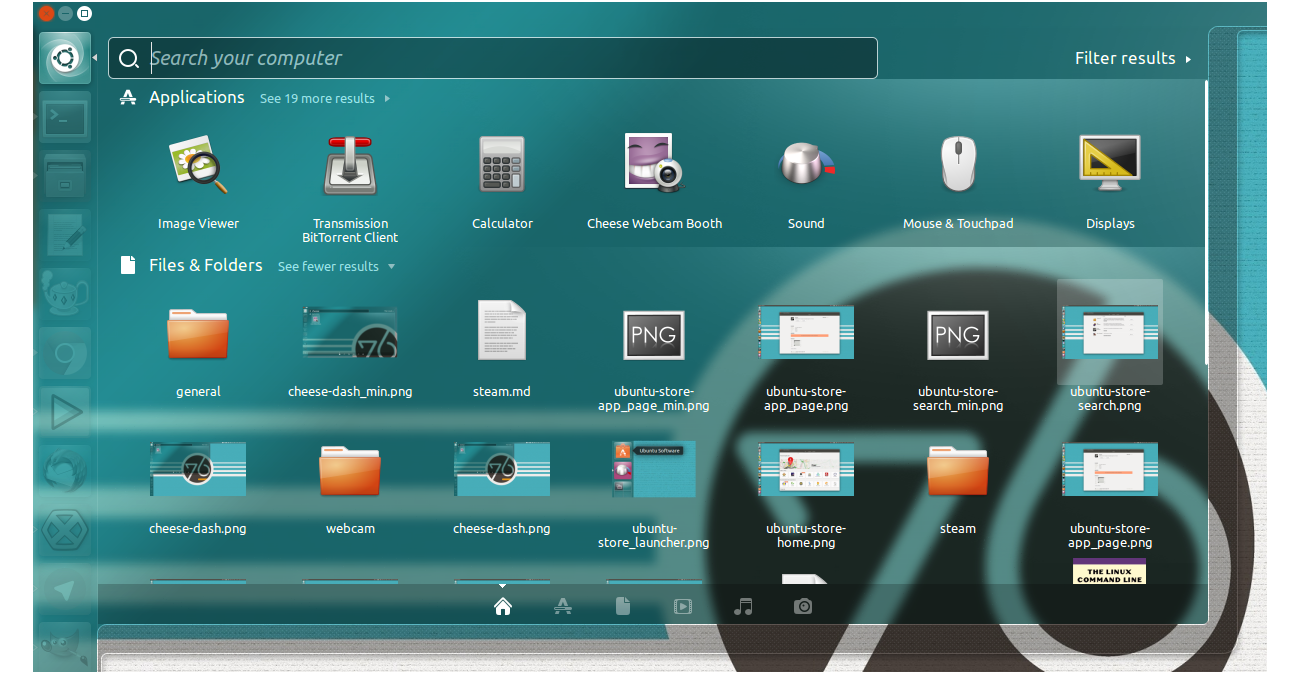 Search your computer
Filter results
Applications See 19 more results
Image Viewer
Transmission
BitTorrent Client
Calculator
Cheese Webcam Booth
Sound
Mouse & Touchpad
Displays
Files & Folders See fewer results
general
cheese-dash_min.png
steam.md
PNG
ubuntu-store-
app_page_min.png
ubuntu-store-
app_page.png
PNG
ubuntu-store-
search_min.png
ubuntu-store-
search.png
76
cheese-dash.png
webcam
76
cheese-dash.png
Ubuntu Software
ubuntu-
store_launcher.png
ubuntu-store-
home.png
steam
ubuntu-store-
app_page.png
THE LINUX
COMMAND LINE
76